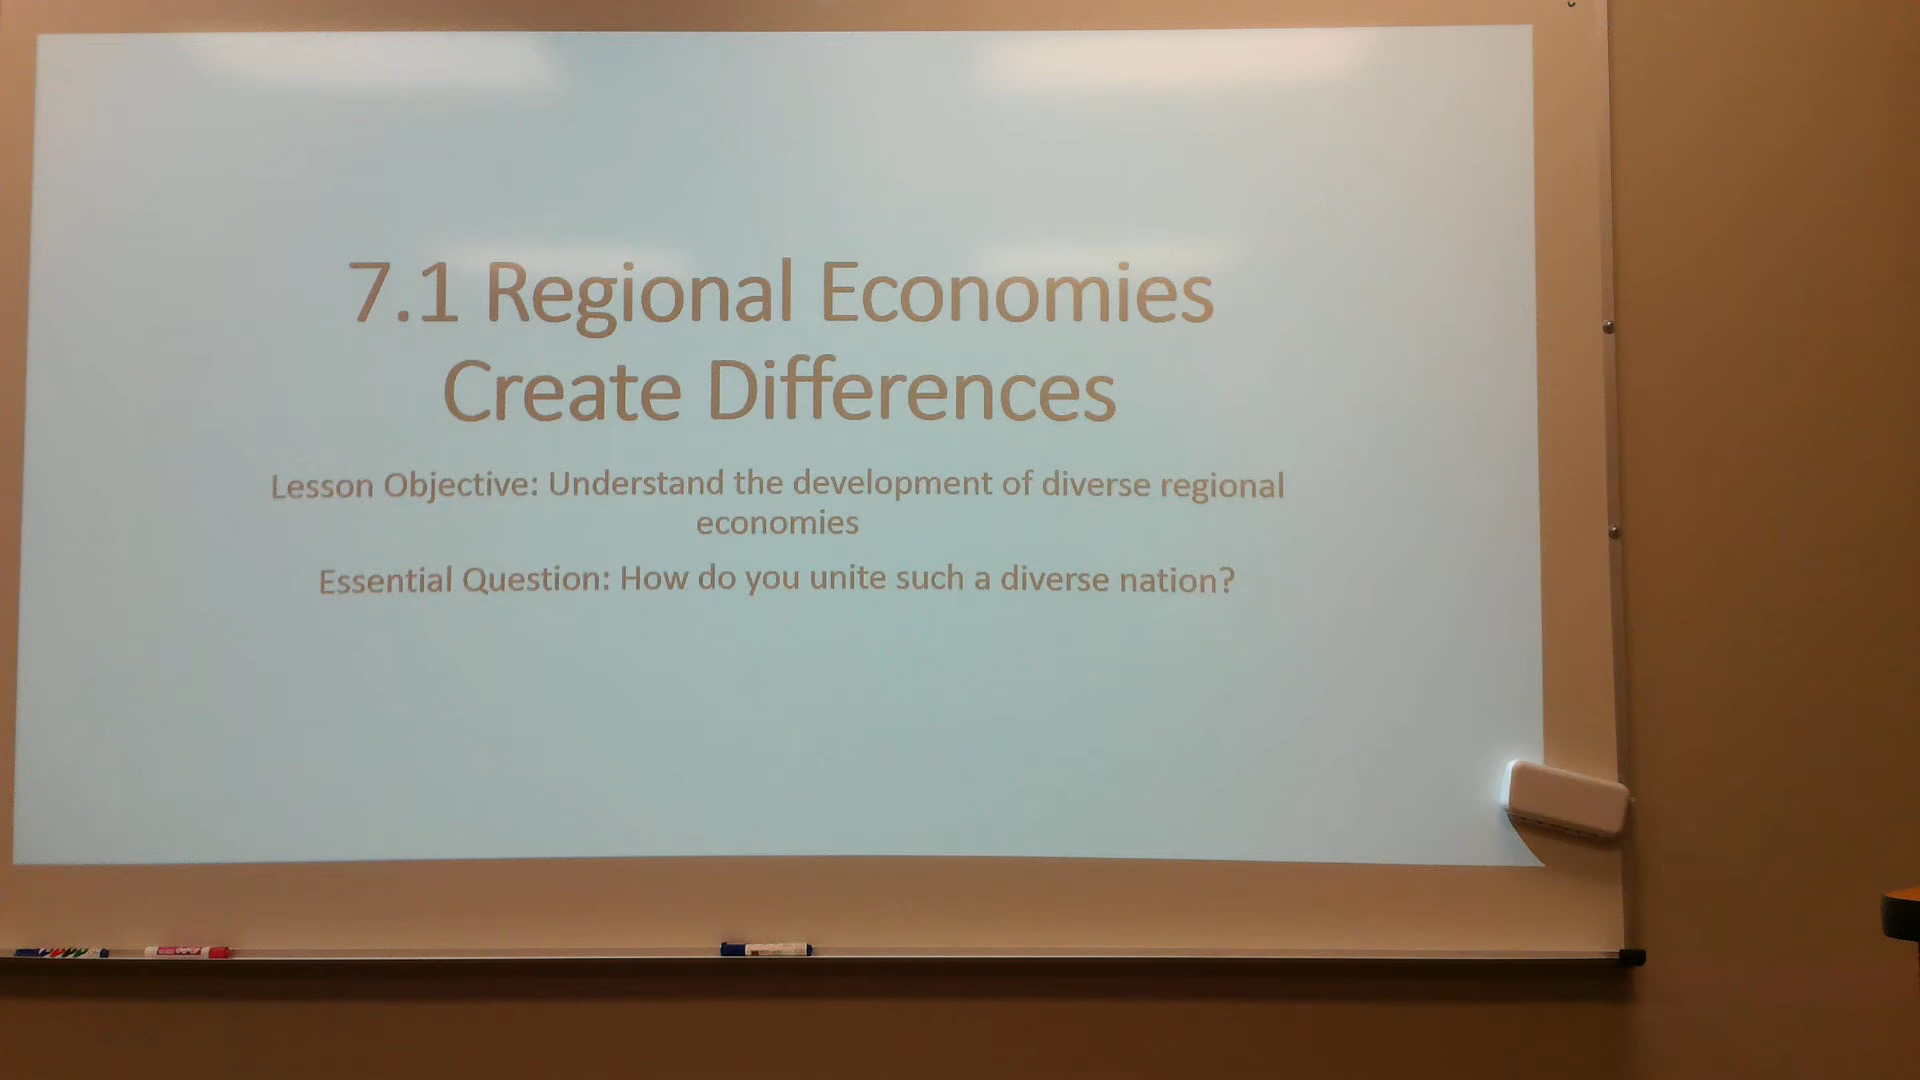 7.1 Regional Economies
Create Differences
Lesson Objective: Understand the development of diverse regional
economies
Essential Question: How do you unite such a diverse nation?